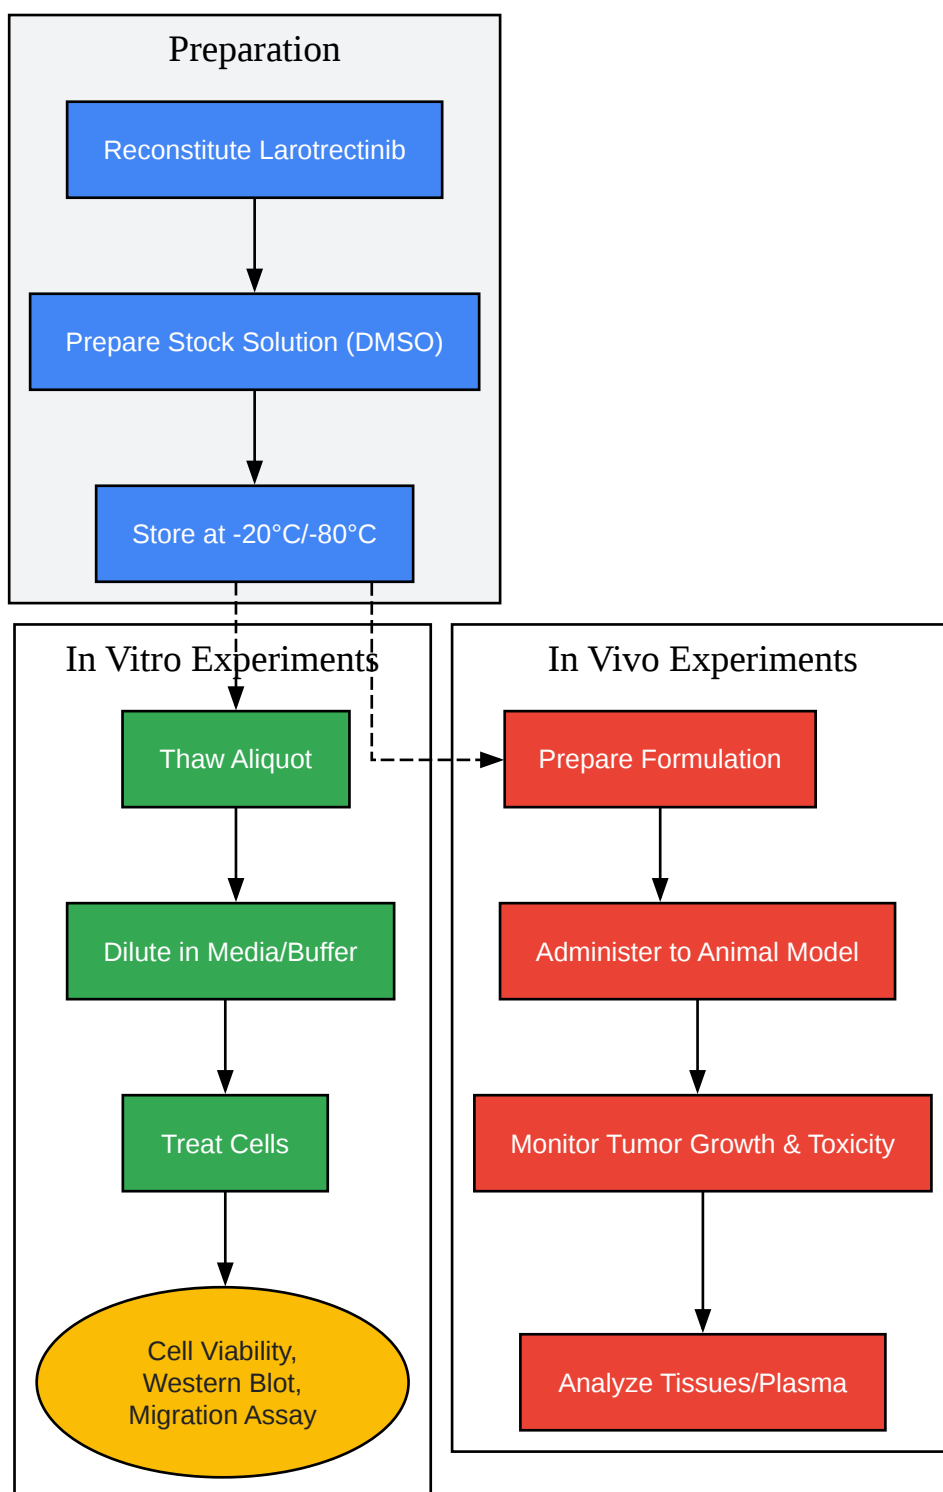 Preparation
Reconstitute Larotrectinib
Prepare Stock Solution (DMSO)
Store at -20°C/-80°C
In Vitro Experiments
Thaw Aliquot
Dilute in Media/Buffer
Treat Cells
Cell Viability,
Western Blot,
Migration Assay
In Vivo Experiments
Prepare Formulation
Administer to Animal Model
Monitor Tumor Growth & Toxicity
Analyze Tissues/Plasma